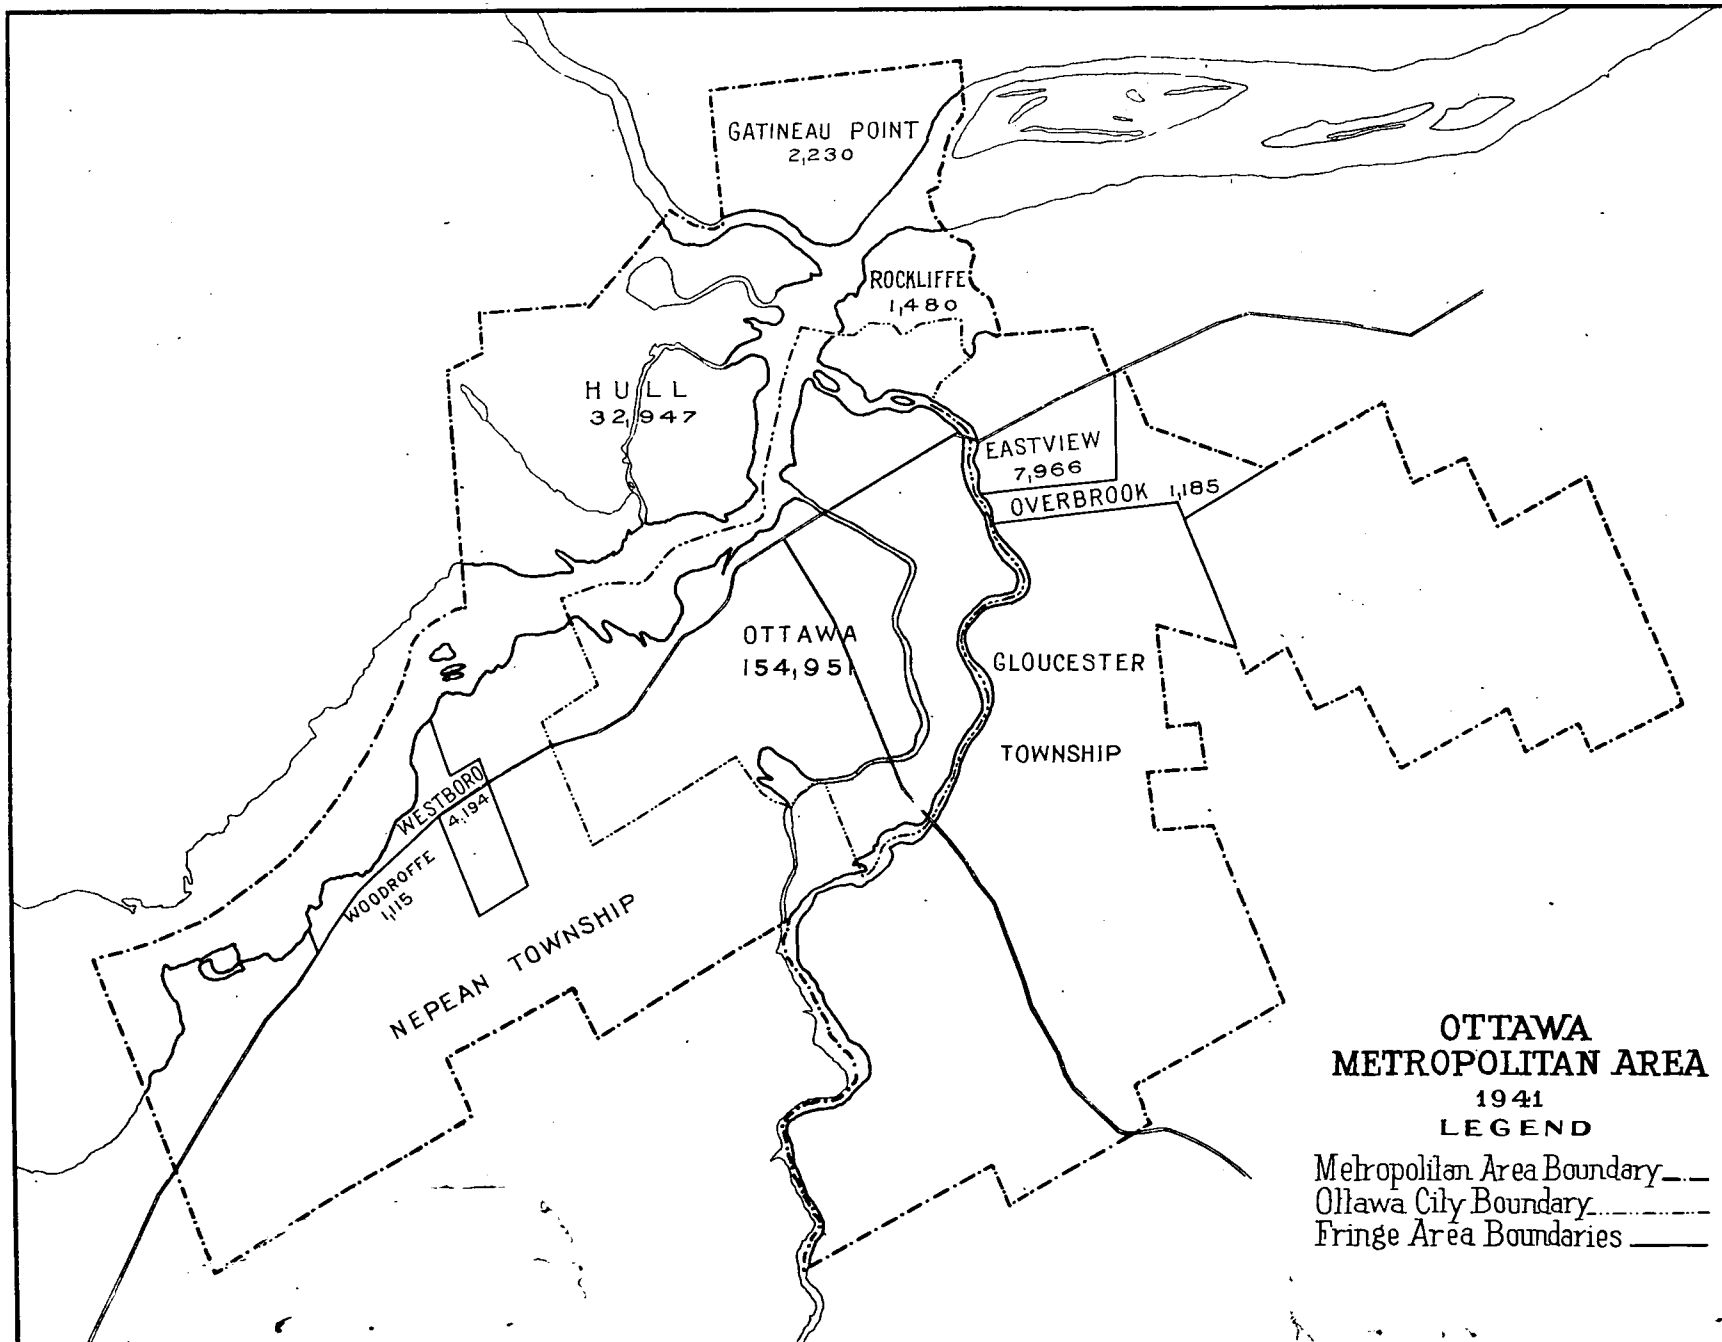 GATINEAU POINT
2,230
ROCKLIFFE
1,480
HULL
32,947
EASTVIEW
7,966
OVERBROOK 1,185
OTTAWA
154,951
GLOUCESTER
TOWNSHIP
WESTBORO
4,194
WOODROFFE
1,115
NEPEAN TOWNSHIP
OTTAWA
METROPOLITAN AREA
1941
LEGEND
Metropolitan Area Boundary
Ottawa City Boundary
Fringe Area Boundaries